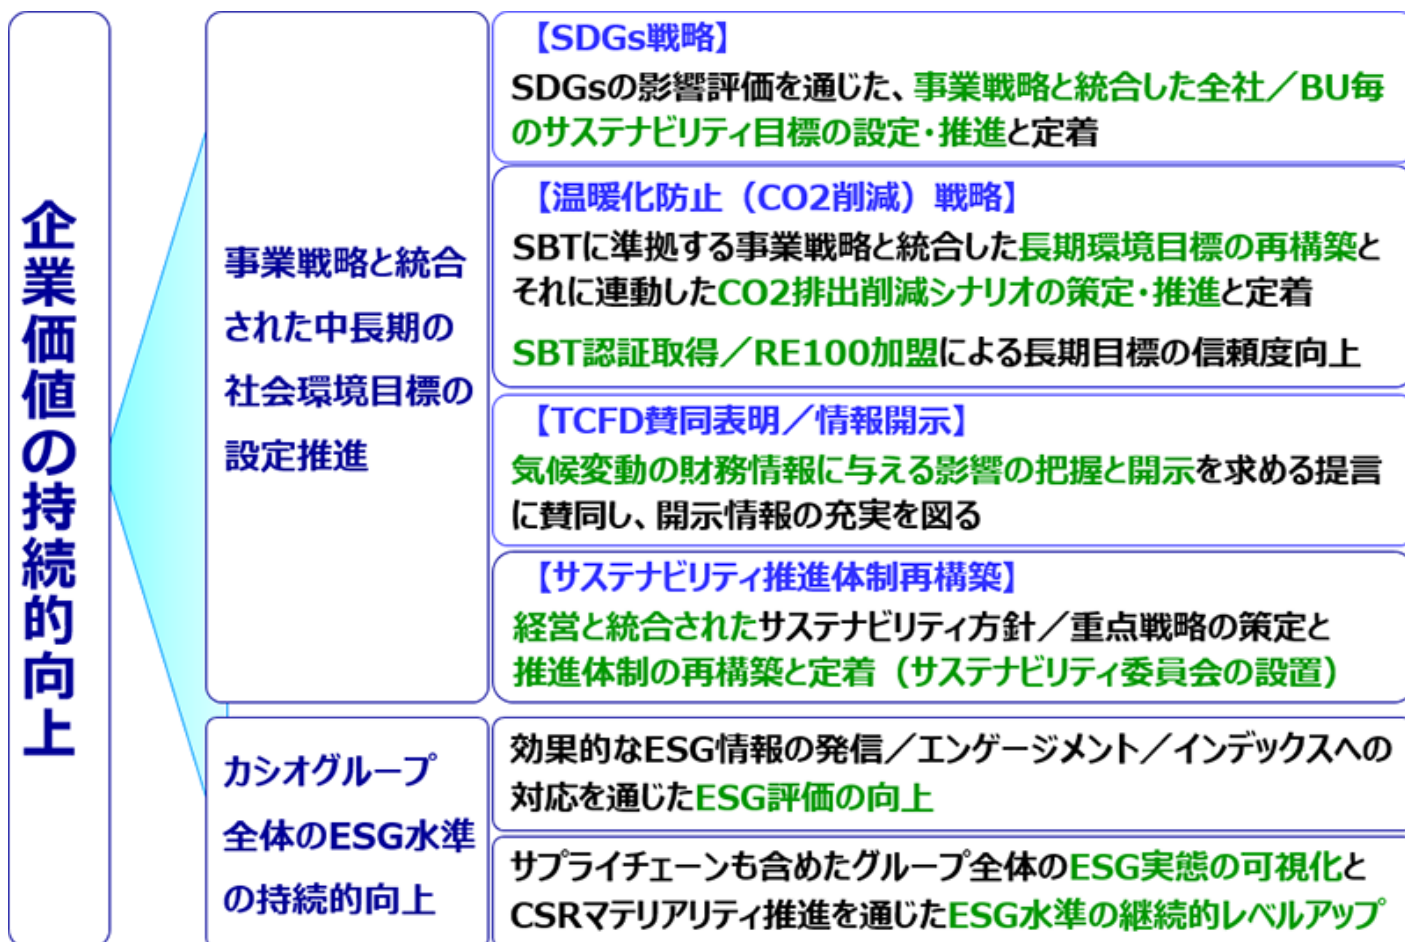 企業価値の持続的向上
事業戦略と統合
された中長期の
社会環境目標の
設定推進
【SDGs戦略】
SDGsの影響評価を通じた、事業戦略と統合した全社／BU毎
のサステナビリティ目標の設定・推進と定着
【温暖化防止（CO2削減）戦略】
SBTに準拠する事業戦略と統合した長期環境目標の再構築と
それに連動したCO2排出削減シナリオの策定・推進と定着
SBT認証取得／RE100加盟による長期目標の信頼度向上
【TCFD賛同表明／情報開示】
気候変動の財務情報に与える影響の把握と開示を求める提言
に賛同し、開示情報の充実を図る
【サステナビリティ推進体制再構築】
経営と統合されたサステナビリティ方針／重点戦略の策定と
推進体制の再構築と定着（サステナビリティ委員会の設置）
カシオグループ
全体のESG水準
の持続的向上
効果的なESG情報の発信／エンゲージメント／インデックスへの
対応を通じたESG評価の向上
サプライチェーンも含めたグループ全体のESG実態の可視化と
CSRマテリアリティ推進を通じたESG水準の継続的レベルアップ